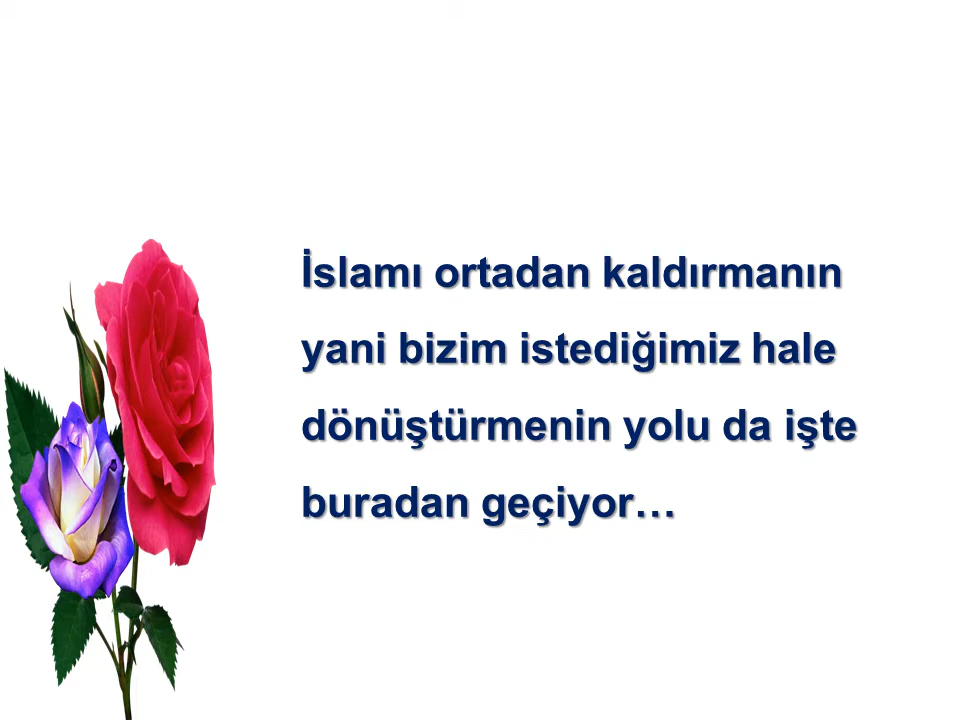 İslamı ortadan kaldırmanın
yani bizim istediğimiz hale
dönüştürmenin yolu da işte
buradan geçiyor…